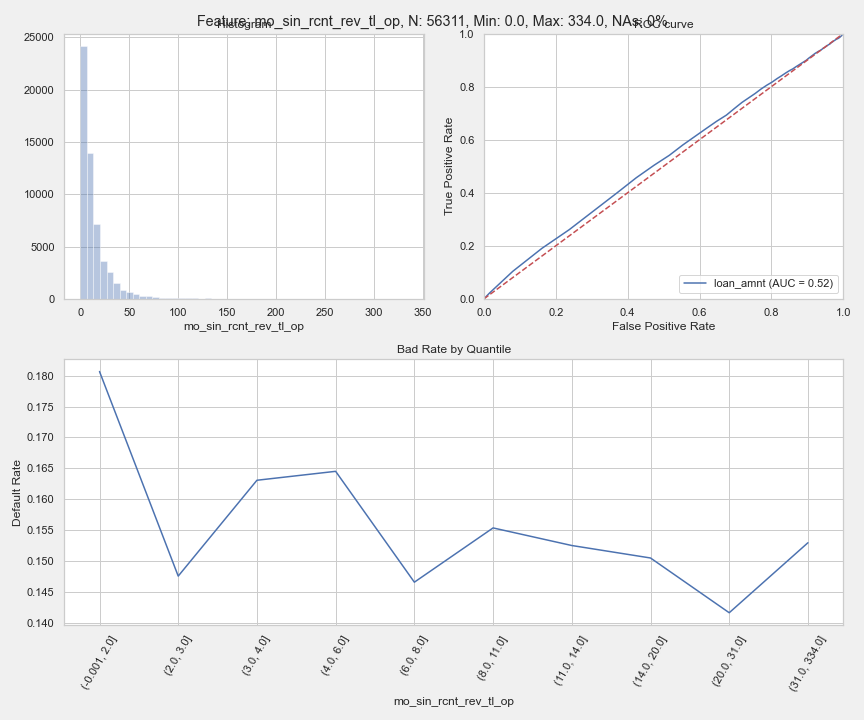 Feature: mo_sin_rcnt_rev_tl_op, N: 56311, Min: 0.0, Max: 334.0, NAs: 0%
Histogram
25000
20000
15000
10000
5000
0
0 50 100 150 200 250 300 350
mo_sin_rcnt_rev_tl_op
ROC curve
True Positive Rate
1.0
0.8
0.6
0.4
0.2
0.0
loan_amnt (AUC = 0.52)
0.0 0.2 0.4 0.6 0.8 1.0
False Positive Rate
Bad Rate by Quantile
Default Rate
0.180
0.175
0.170
0.165
0.160
0.155
0.150
0.145
0.140
(-0.001, 2.0] (2.0, 3.0] (3.0, 4.0] (4.0, 6.0] (6.0, 8.0] (8.0, 11.0] (11.0, 14.0] (14.0, 20.0] (20.0, 31.0] (31.0, 334.0]
mo_sin_rcnt_rev_tl_op